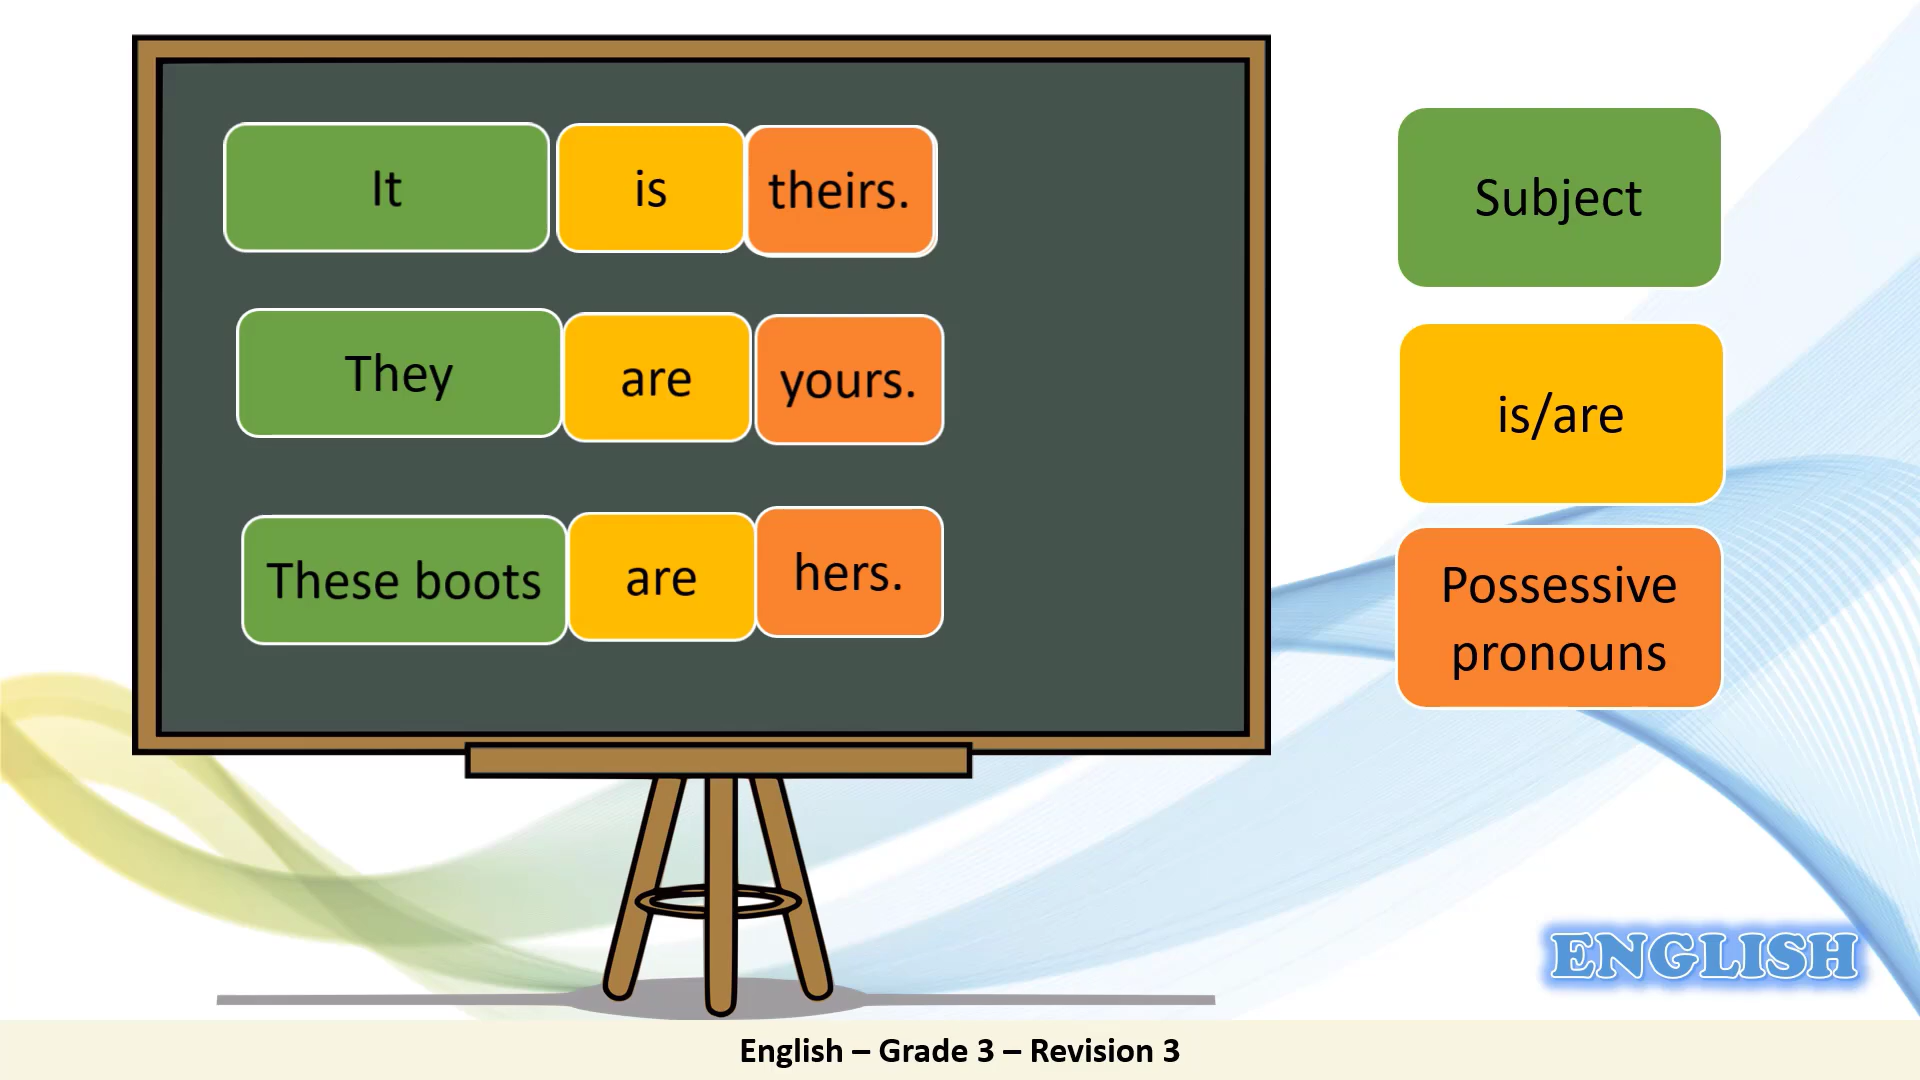 It is theirs.
They are yours.
These boots are hers.
Subject
is/are
Possessive
pronouns
ENGLISH
English – Grade 3 – Revision 3